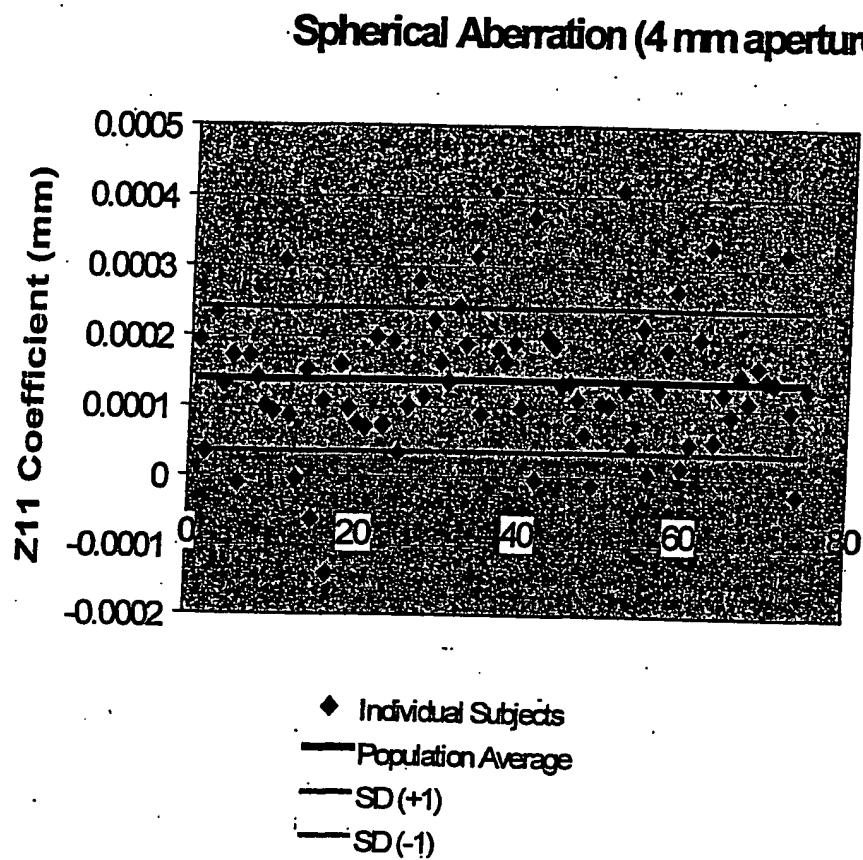 Spherical Aberration (4 mm aperture
Z11 Coefficient (mm)
0.0005
0.0004
0.0003
0.0002
0.0001
0
-0.0001
-0.0002
0 20 40 60 80
Individual Subjects
Population Average
SD (+1)
SD (-1)